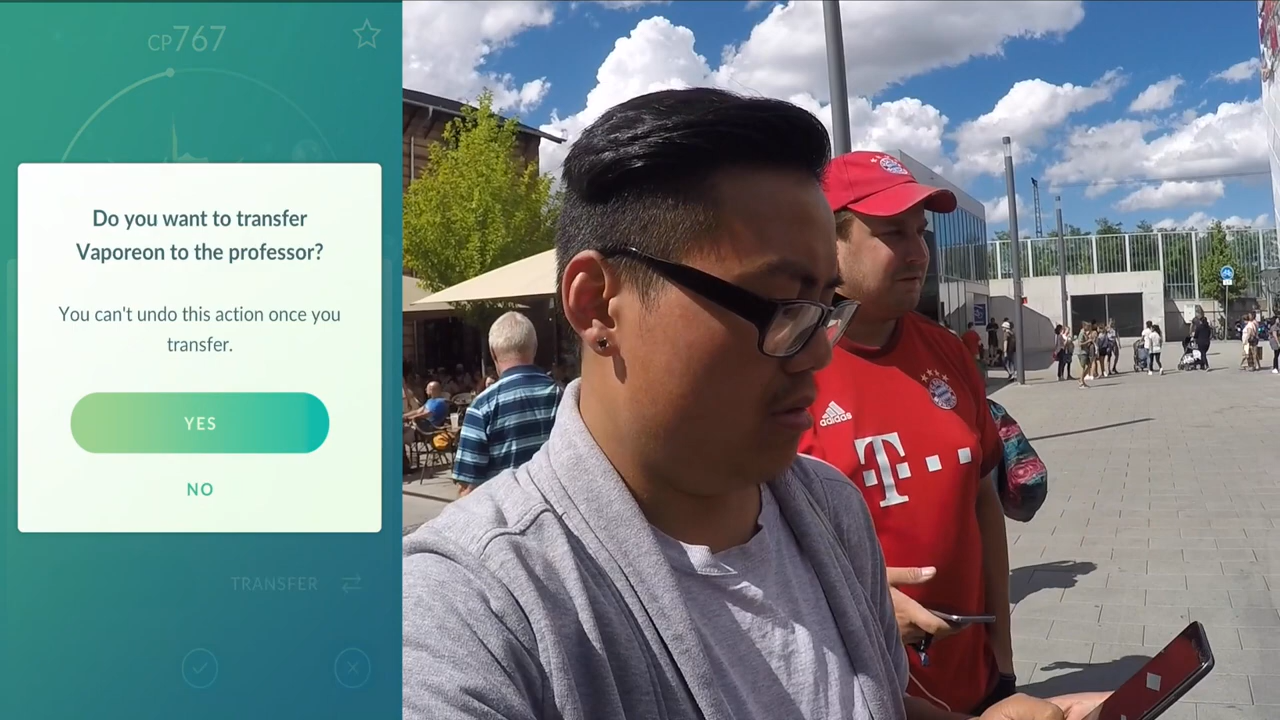 CP767
Do you want to transfer
Vaporeon to the professor?
You can't undo this action once you
transfer.
YES
NO
TRANSFER
adidas
T